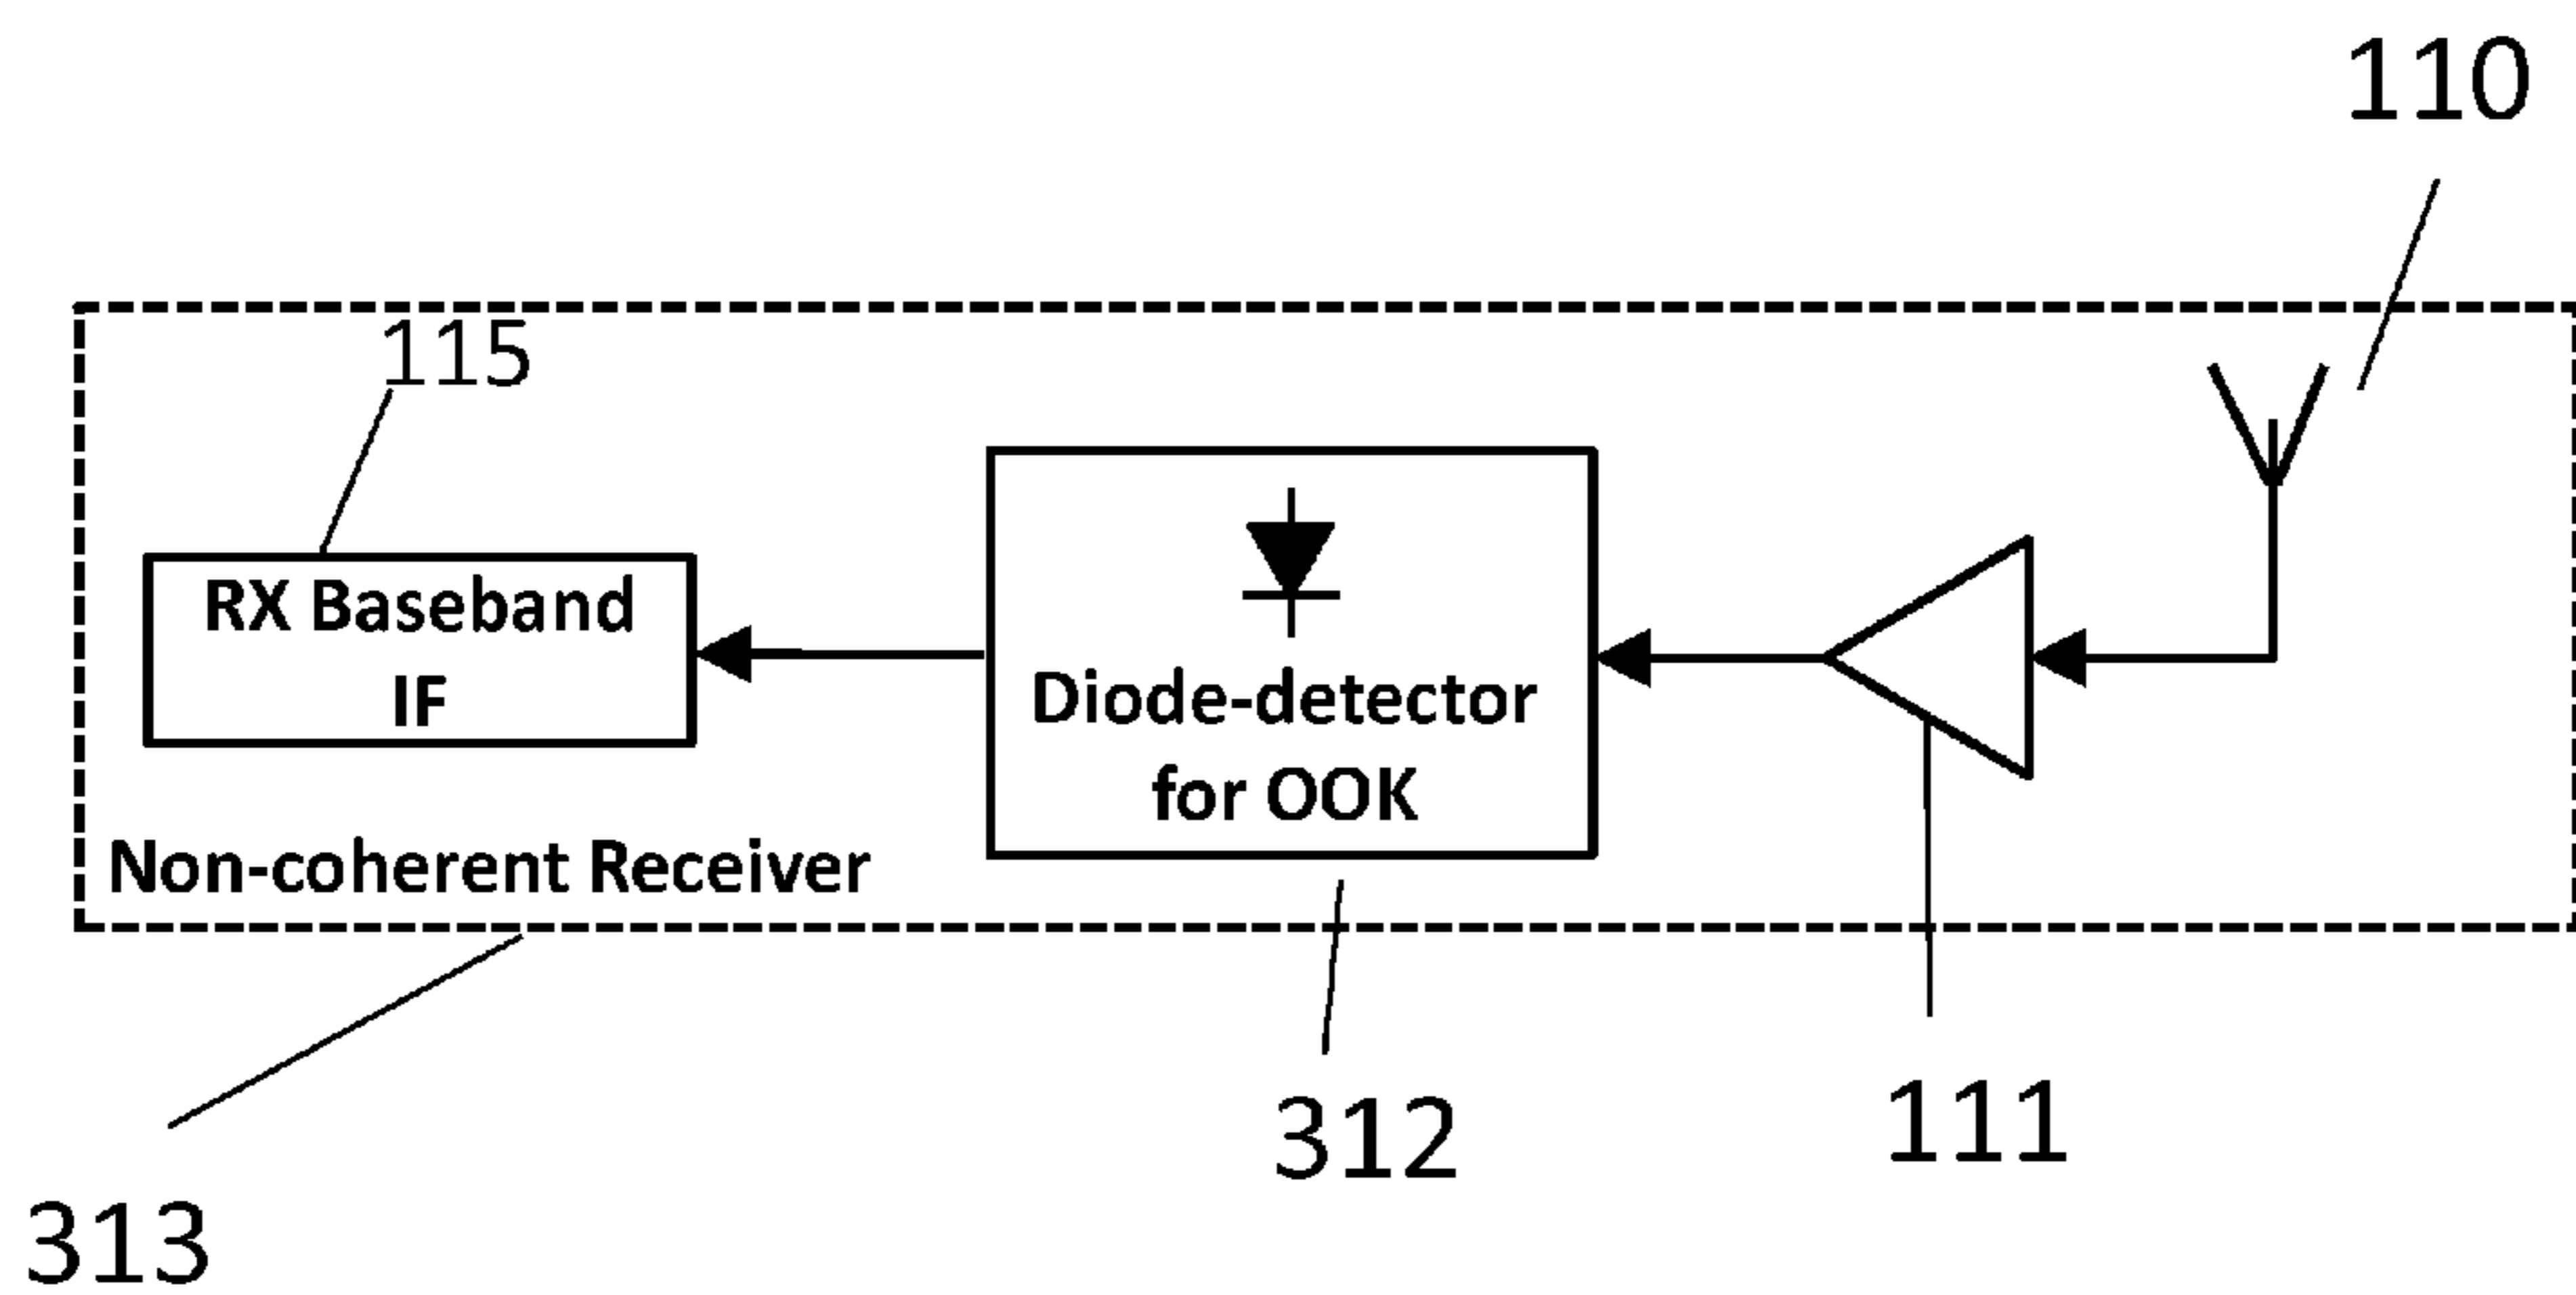 110
115
RX Baseband
IF
Diode-detector
for OOK
Non-coherent Receiver
313
312
111